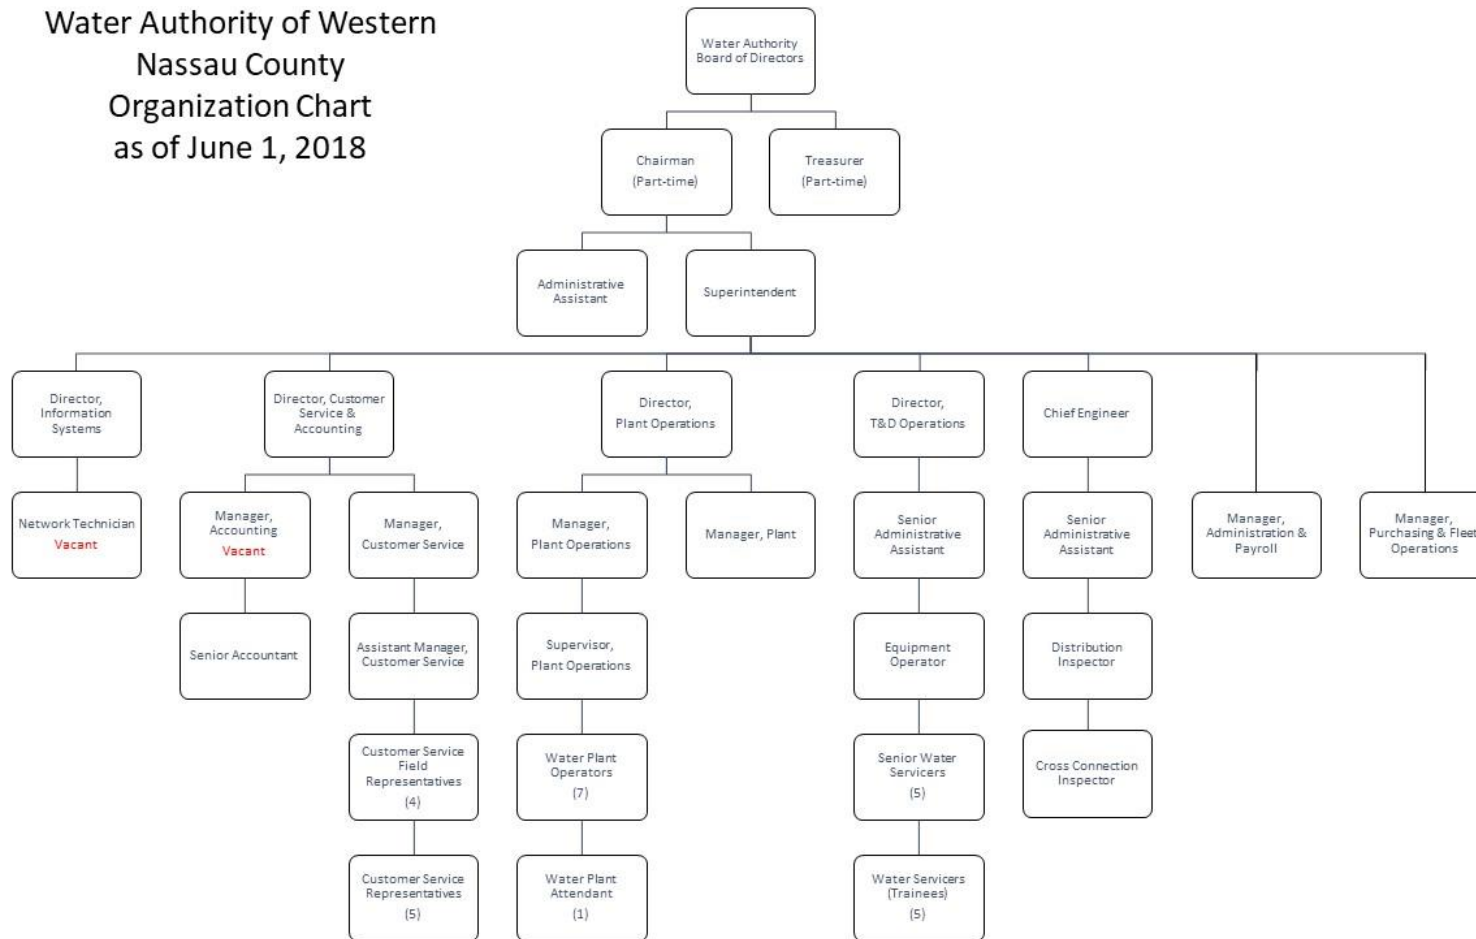 Water Authority of Western
Nassau County
Organization Chart
as of June 1, 2018
Water Authority
Board of Directors
Chairman
(Part-time)
Treasurer
(Part-time)
Administrative
Assistant
Superintendent
Director,
Information
Systems
Director, Customer
Service &
Accounting
Director,
Plant Operations
Director,
T&D Operations
Chief Engineer
Network Technician
Vacant
Manager,
Accounting
Vacant
Manager,
Customer Service
Manager,
Plant Operations
Manager, Plant
Senior
Administrative
Assistant
Senior
Administrative
Assistant
Manager,
Administration &
Payroll
Manager,
Purchasing & Fleet
Operations
Senior Accountant
Assistant Manager,
Customer Service
Supervisor,
Plant Operations
Equipment
Operator
Distribution
Inspector
Customer Service
Field
Representatives
(4)
Water Plant
Operators
(7)
Senior Water
Servicers
(5)
Cross Connection
Inspector
Customer Service
Representatives
(5)
Water Plant
Attendant
(1)
Water Servicers
(Trainees)
(5)